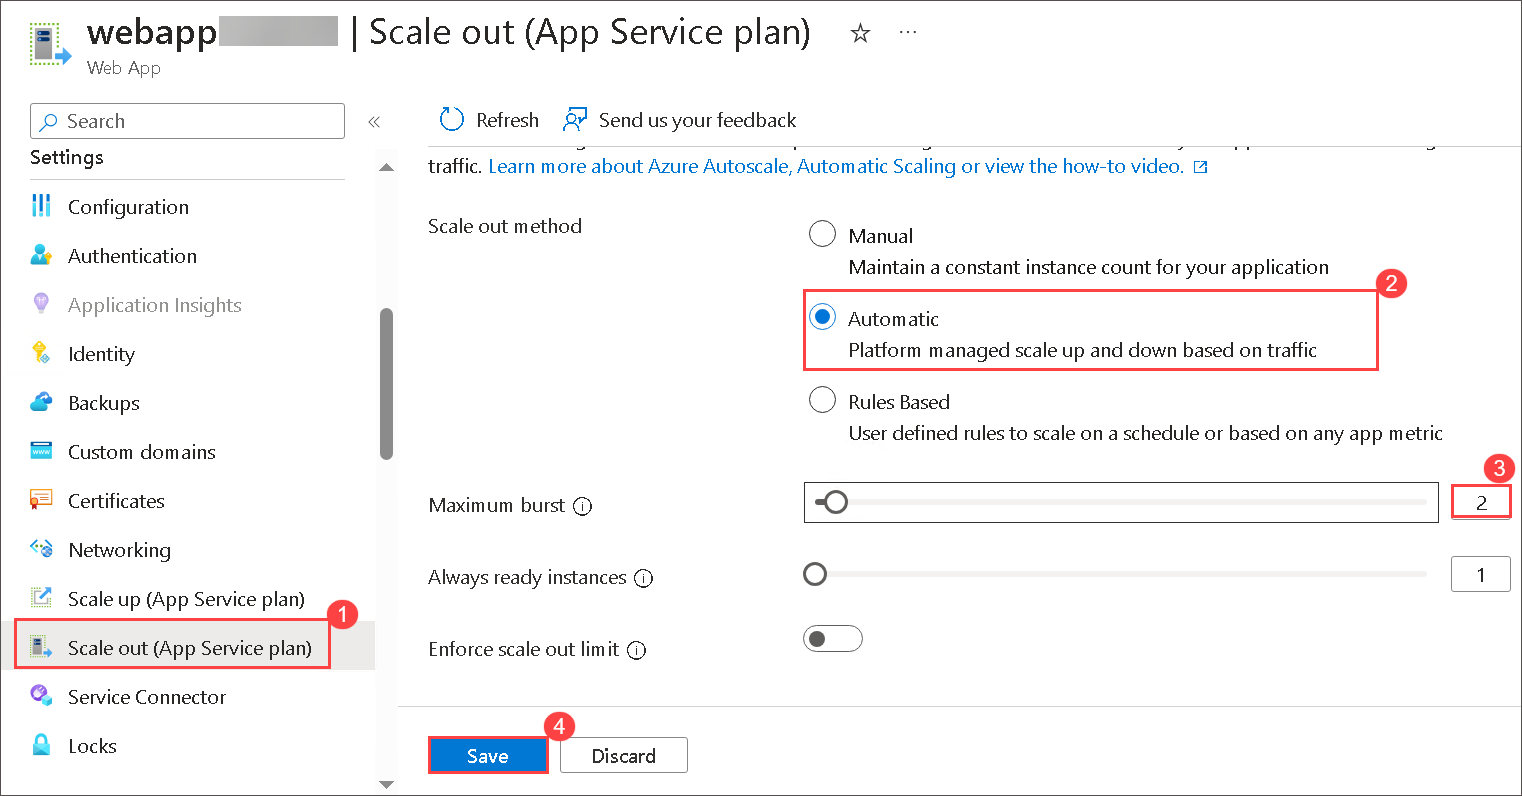 webapp | Scale out (App Service plan) ☆ ...
Web App
Search «
Refresh Send us your feedback
Settings
traffic. Learn more about Azure Autoscale, Automatic Scaling or view the how-to video.
Configuration
Authentication
Application Insights
Identity
Backups
Custom domains
Certificates
Networking
Scale up (App Service plan)
1
Scale out (App Service plan)
Service Connector
Locks
Scale out method
Manual
Maintain a constant instance count for your application
2
Automatic
Platform managed scale up and down based on traffic
Rules Based
User defined rules to scale on a schedule or based on any app metric
3
Maximum burst 2
Always ready instances 1
Enforce scale out limit
4
Save Discard